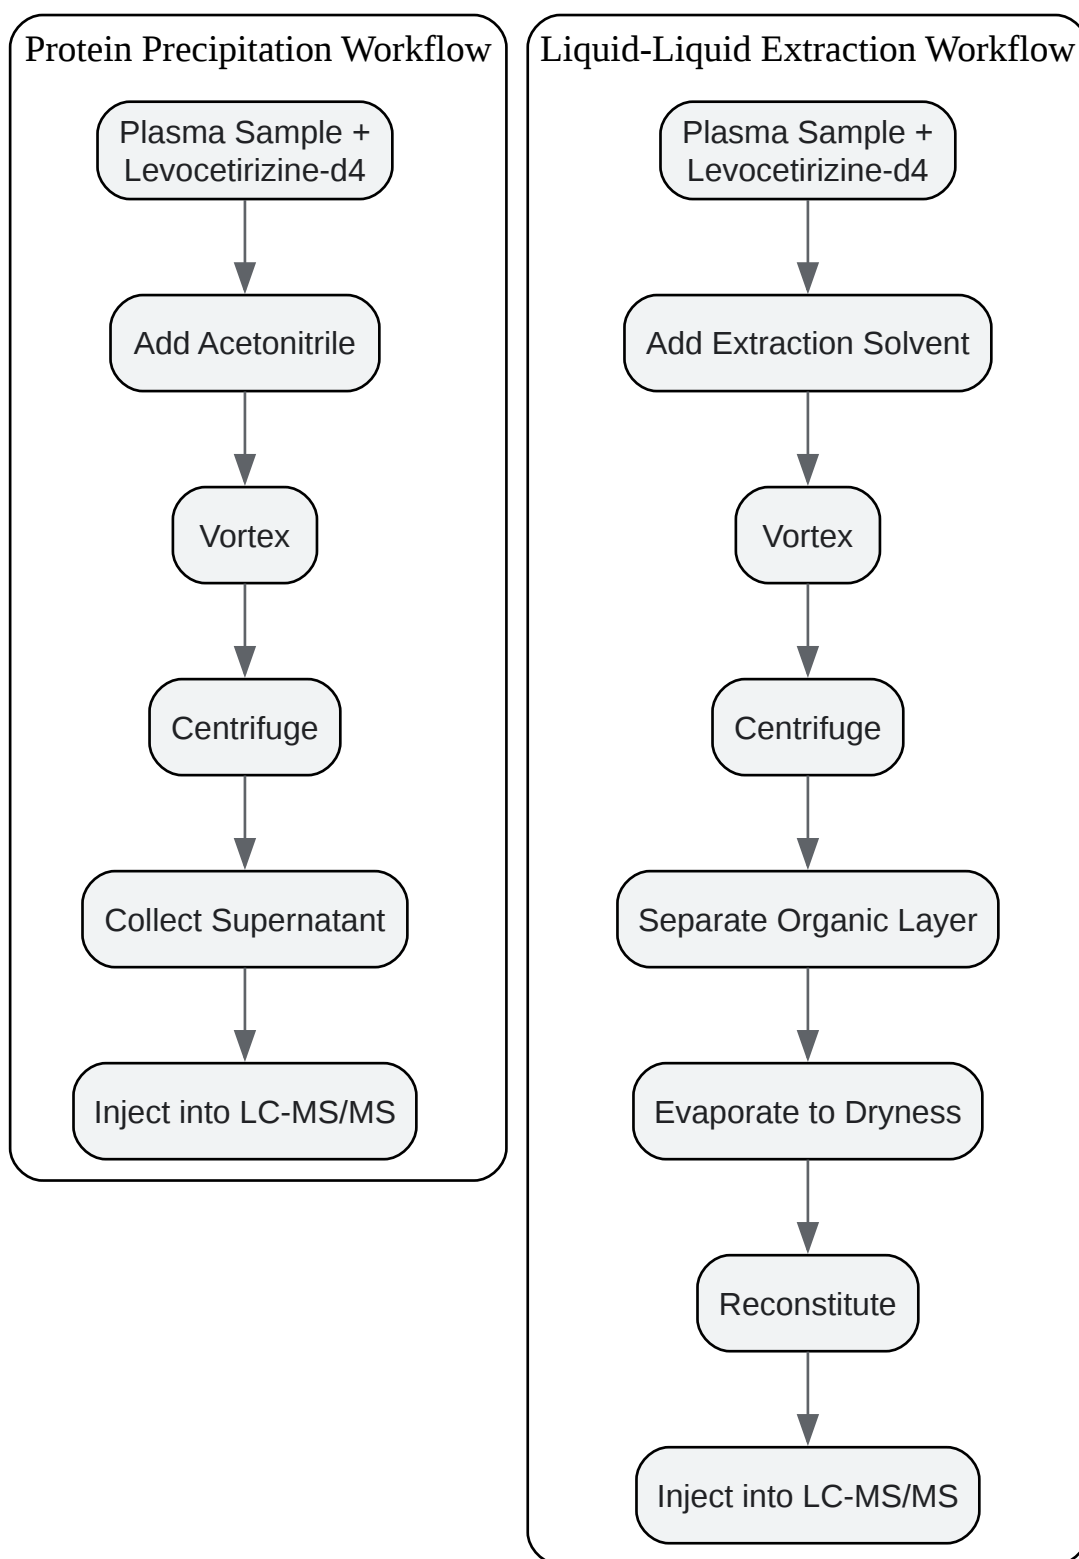 Protein Precipitation Workflow
Plasma Sample +
Levocetirizine-d4
Add Acetonitrile
Vortex
Centrifuge
Collect Supernatant
Inject into LC-MS/MS
Liquid-Liquid Extraction Workflow
Plasma Sample +
Levocetirizine-d4
Add Extraction Solvent
Vortex
Centrifuge
Separate Organic Layer
Evaporate to Dryness
Reconstitute
Inject into LC-MS/MS